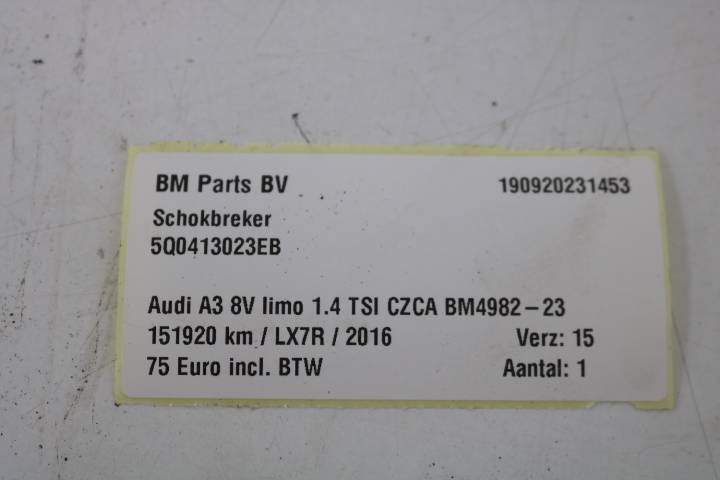 BM Parts BV 190920231453
Schokbreker
5Q0413023EB
Audi A3 8V limo 1.4 TSI CZCA BM4982-23
151920 km / LX7R / 2016 Verz: 15
75 Euro incl. BTW Aantal: 1